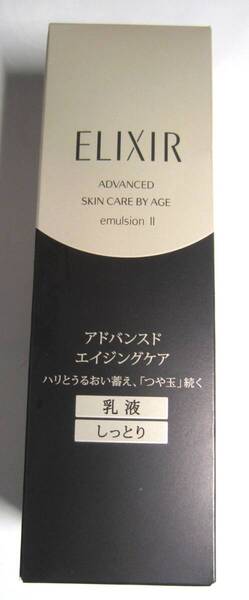 ELIXIR
ADVANCED
SKIN CARE BY AGE
emulsion II
アドバンスド
エイジングケア
ハリとうるおい蓄え、「つや玉」続く
乳液
しっとり